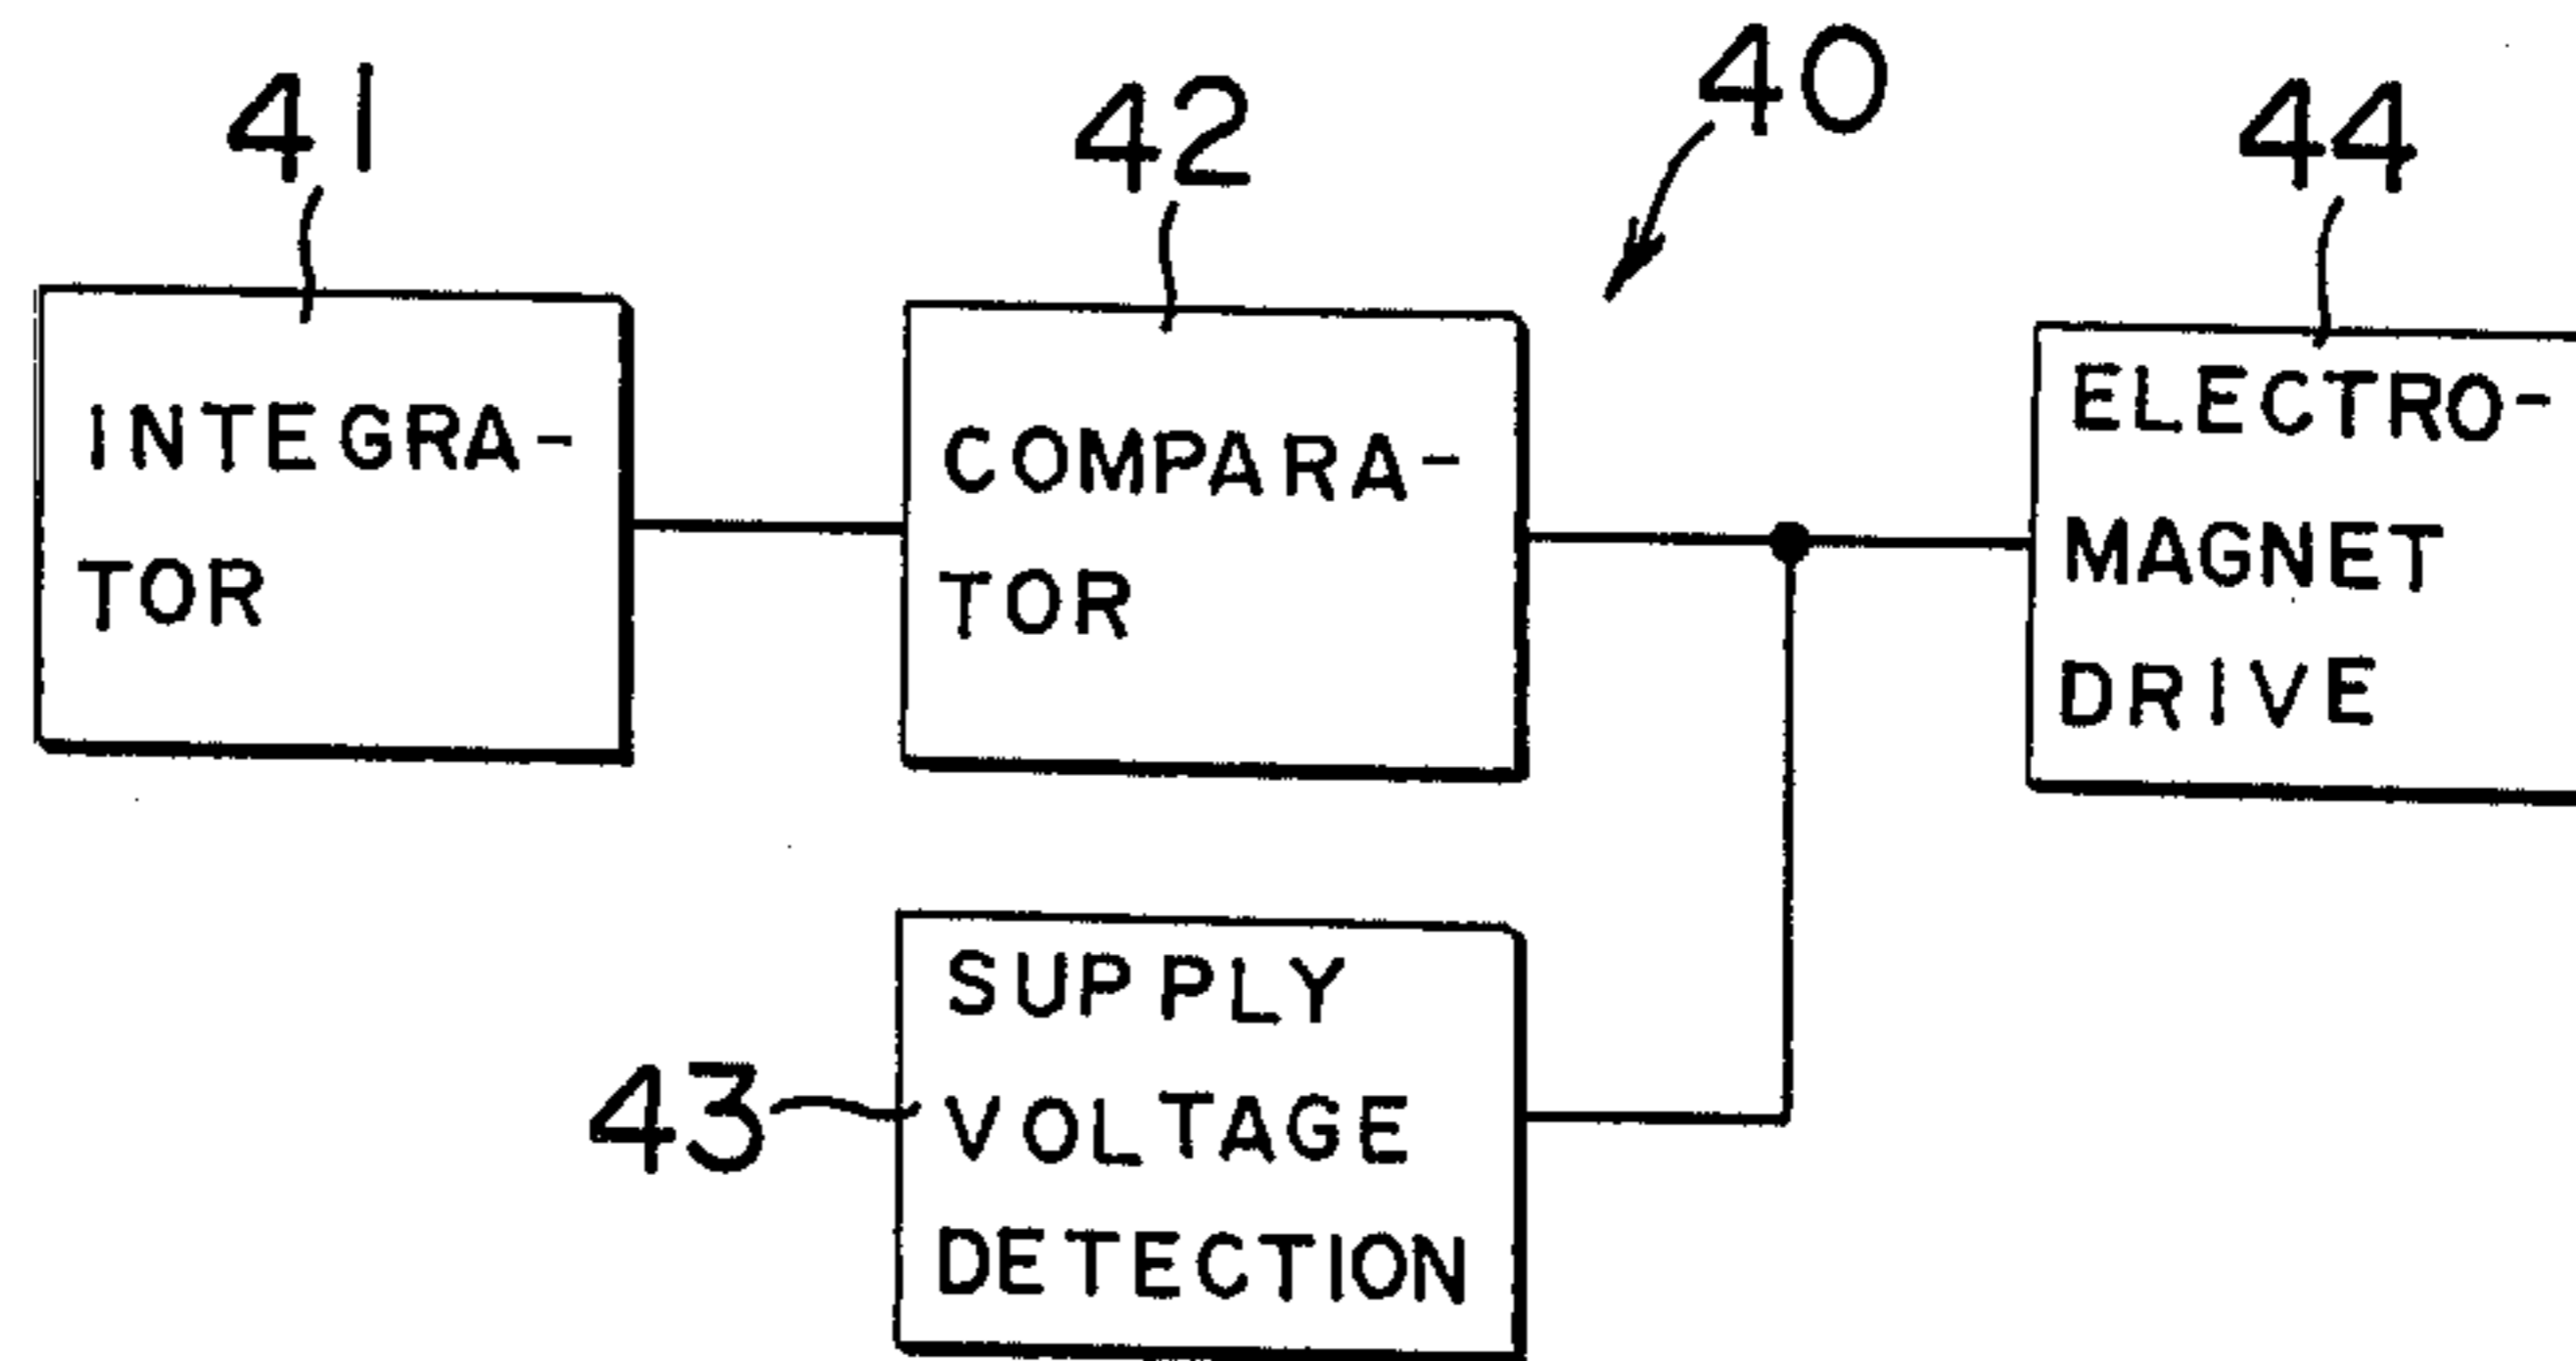 41
42
40
44
INTEGRA-
TOR
COMPARA-
TOR
ELECTRO-
MAGNET
DRIVE
43
SUPPLY
VOLTAGE
DETECTION